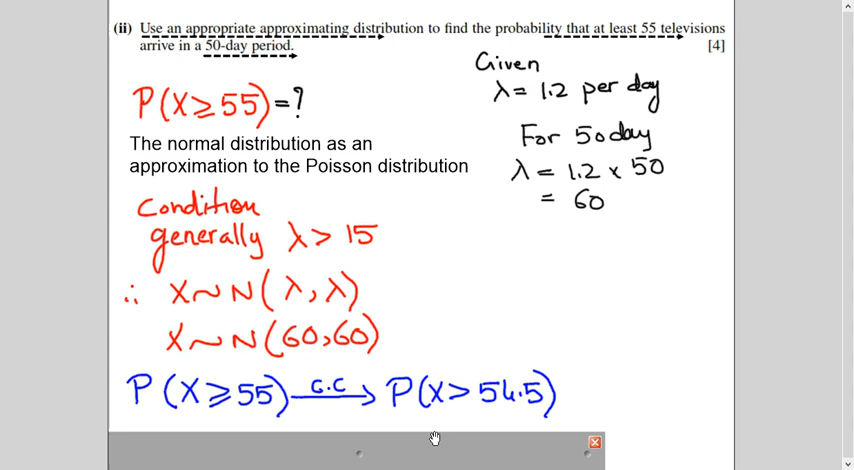 (ii) Use an appropriate approximating distribution to find the probability that at least 55 televisions
arrive in a 50-day period. [4]
Given
λ = 1.2 per day
For 50 day
λ = 1.2 × 50
= 60
P(X ≥ 55) = ?
The normal distribution as an
approximation to the Poisson distribution
Condition
generally λ > 15
∴ X ~ N(λ, λ)
X ~ N(60, 60)
P(X ≥ 55) C.C → P(X > 54.5)